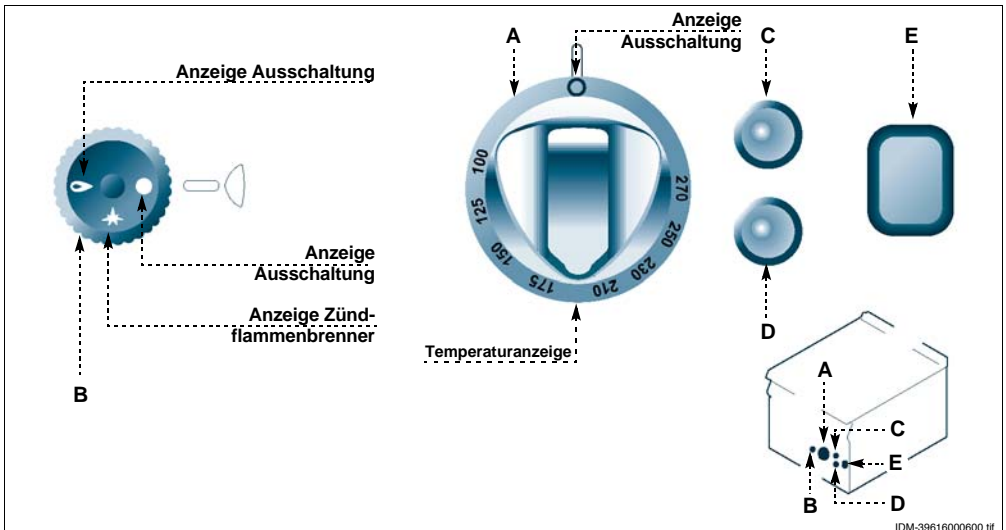 Anzeige Ausschaltung
Anzeige
Ausschaltung
Anzeige Zünd-
flammenbrenner
B
A
Anzeige
Ausschaltung
C
E
100
125
150
175
210
230
250
270
Temperaturanzeige
D
A
C
E
B
D
IDM-39616000600.tif